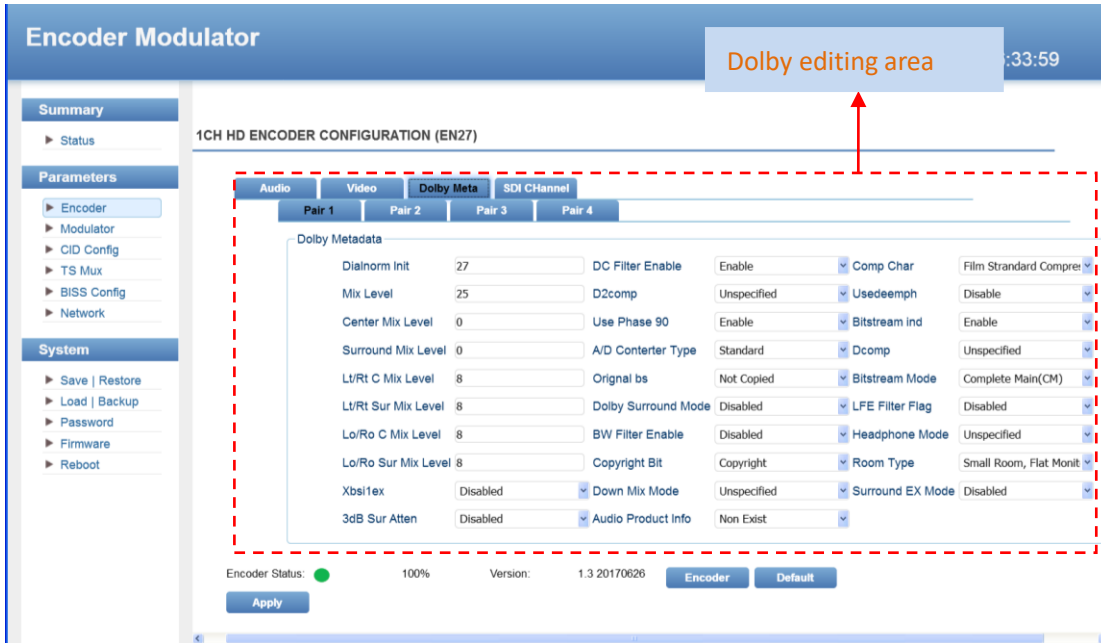 Encoder Modulator
Dolby editing area
:33:59
Summary
Status
Parameters
Encoder
Modulator
CID Config
TS Mux
BISS Config
Network
System
Save | Restore
Load | Backup
Password
Firmware
Reboot
1CH HD ENCODER CONFIGURATION (EN27)
Audio Video Dolby Meta SDI CHannel
Pair 1 Pair 2 Pair 3 Pair 4
Dolby Metadata
Dialnorm Init 27 DC Filter Enable Enable Comp Char Film Strandard Compres
Mix Level 25 D2comp Unspecified Usedeemph Disable
Center Mix Level 0 Use Phase 90 Enable Bitstream ind Enable
Surround Mix Level 0 A/D Conterter Type Standard Dcomp Unspecified
Lt/Rt C Mix Level 8 Orignal bs Not Copied Bitstream Mode Complete Main(CM)
Lt/Rt Sur Mix Level 8 Dolby Surround Mode Disabled LFE Filter Flag Disabled
Lo/Ro C Mix Level 8 BW Filter Enable Disabled Headphone Mode Unspecified
Lo/Ro Sur Mix Level 8 Copyright Bit Copyright Room Type Small Room, Flat Monit
Xbsi1ex Disabled Down Mix Mode Unspecified Surround EX Mode Disabled
3dB Sur Atten Disabled Audio Product Info Non Exist
Encoder Status: 100% Version: 1.3 20170626 Encoder Default
Apply